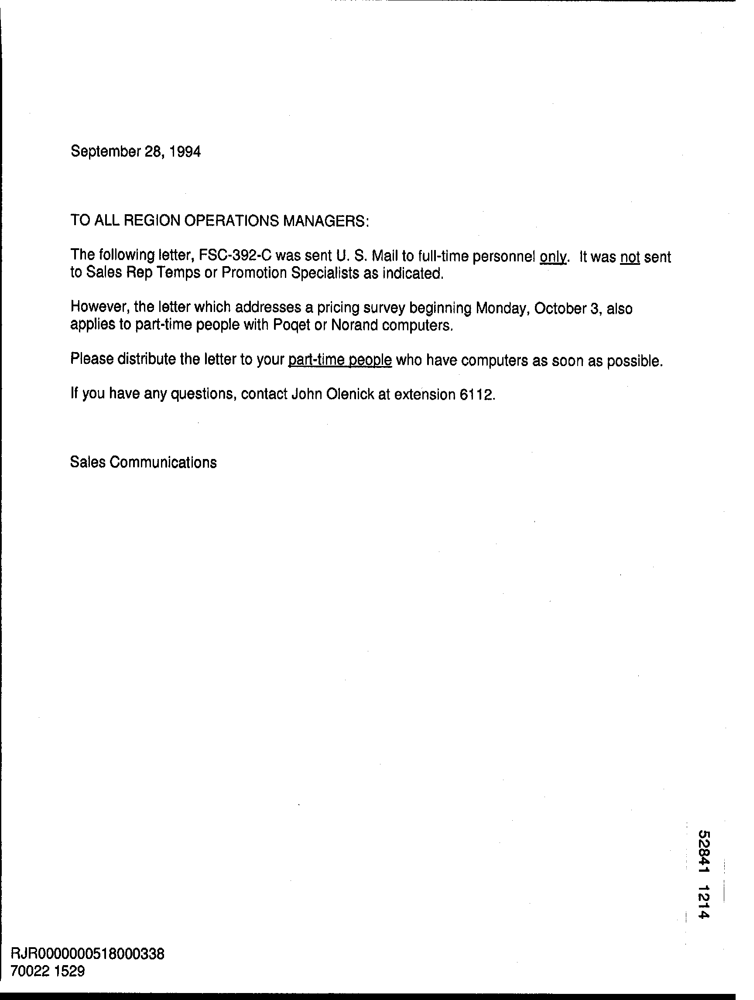 September 28, 1994
TO ALL REGION OPERATIONS MANAGERS:
The following letter, FSC-392-C was sent U. S. Mail to full-time personnel only. It was not sent
to Sales Rep Temps or Promotion Specialists as indicated.
However, the letter which addresses a pricing survey beginning Monday, October 3, also
applies to part-time people with Poqet or Norand computers.
Please distribute the letter to your part-time people who have computers as soon as possible.
If you have any questions, contact John Olenick at extension 6112.
Sales Communications
52841 1214
RJR0000000518000338
70022 1529